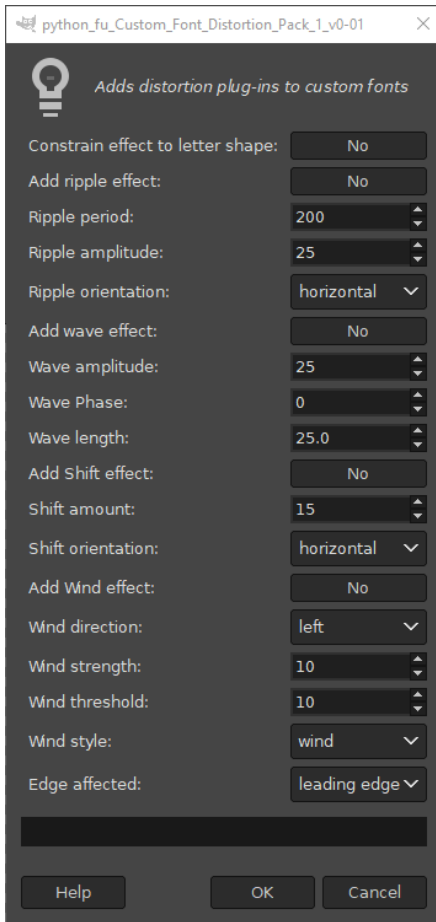 python_fu_Custom_Font_Distortion_Pack_1_v0-01
Adds distortion plug-ins to custom fonts
Constrain effect to letter shape: No
Add ripple effect: No
Ripple period: 200
Ripple amplitude: 25
Ripple orientation: horizontal
Add wave effect: No
Wave amplitude: 25
Wave Phase: 0
Wave length: 25.0
Add Shift effect: No
Shift amount: 15
Shift orientation: horizontal
Add Wind effect: No
Wind direction: left
Wind strength: 10
Wind threshold: 10
Wind style: wind
Edge affected: leading edge
Help OK Cancel